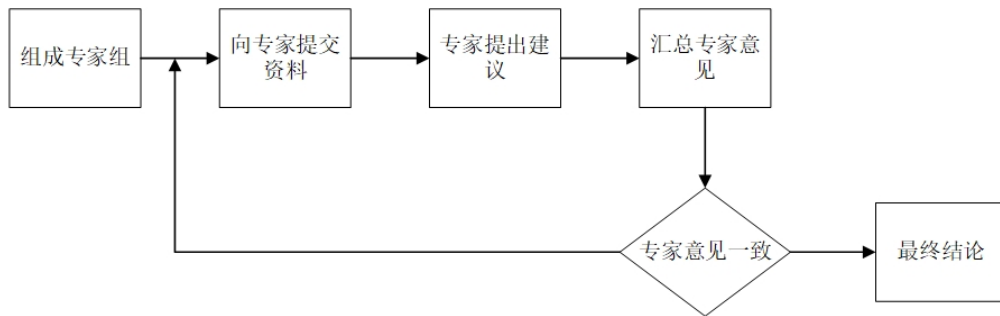 组成专家组
向专家提交
资料
专家提出建
议
汇总专家意
见
专家意见一致
最终结论